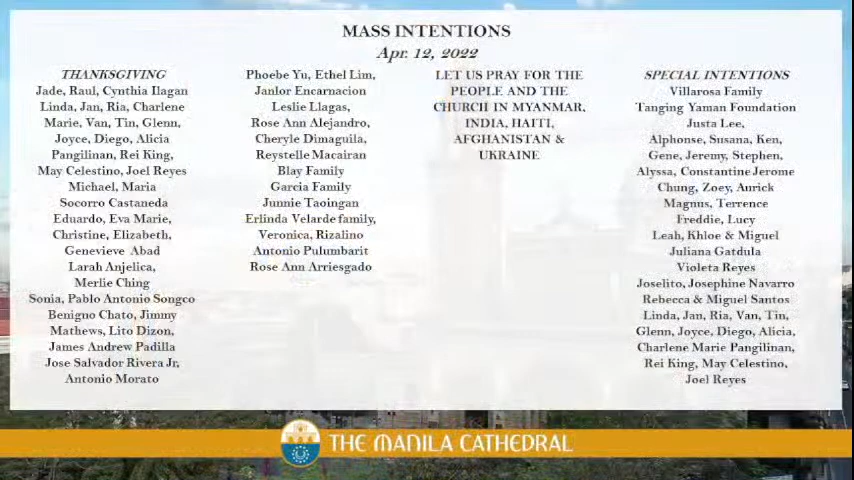 MASS INTENTIONS
Apr. 12, 2022
THANKSGIVING
Jade, Raul, Cynthia Ilagan
Linda, Jan, Ria, Charlene
Marie, Van, Tin, Glenn,
Joyce, Diego, Alicia
Pangilinan, Rei King,
May Celestino, Joel Reyes
Michael, Maria
Socorro Castaneda
Eduardo, Eva Marie,
Christine, Elizabeth,
Genevieve Abad
Larah Anjelica,
Merlie Ching
Sonia, Pablo Antonio Songco
Benigno Chato, Jimmy
Mathews, Lito Dizon,
James Andrew Padilla
Jose Salvador Rivera Jr,
Antonio Morato
Phoebe Yu, Ethel Lim,
Janlor Encarnacion
Leslie Llagas,
Rose Ann Alejandro,
Cheryle Dimaguila,
Reystelle Macairan
Blay Family
Garcia Family
Junnie Taoingan
Erlinda Velarde family,
Veronica, Rizalino
Antonio Pulumbarit
Rose Ann Arriesgado
LET US PRAY FOR THE
PEOPLE AND THE
CHURCH IN MYANMAR,
INDIA, HAITI,
AFGHANISTAN &
UKRAINE
SPECIAL INTENTIONS
Villarosa Family
Tanging Yaman Foundation
Justa Lee,
Alphonse, Susana, Ken,
Gene, Jeremy, Stephen,
Alyssa, Constantine Jerome
Chung, Zoey, Anrick
Magnus, Terrence
Freddie, Lucy
Leah, Khloe & Miguel
Juliana Gatdula
Violeta Reyes
Joselito, Josephine Navarro
Rebecca & Miguel Santos
Linda, Jan, Ria, Van, Tin,
Glenn, Joyce, Diego, Alicia,
Charlene Marie Pangilinan,
Rei King, May Celestino,
Joel Reyes
THE MANILA CATHEDRAL